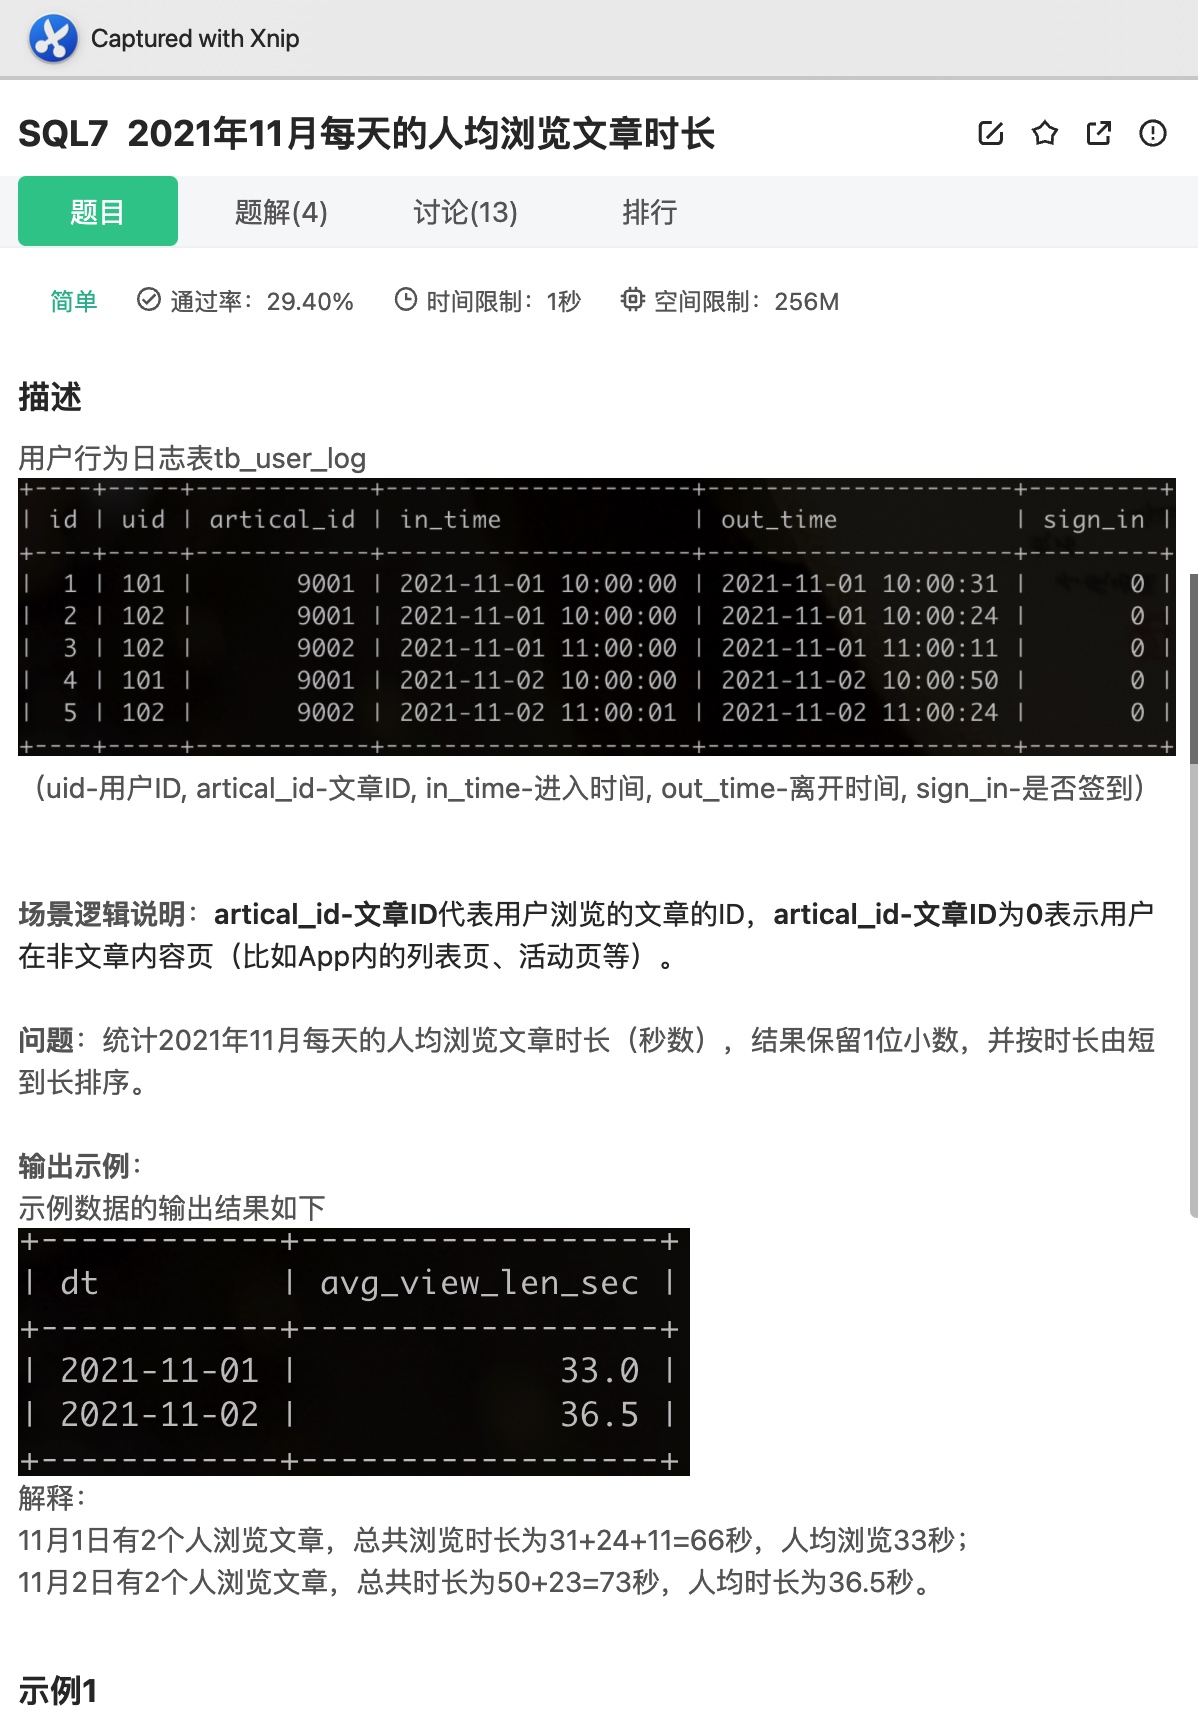 Captured with Xnip
SQL7 2021年11月每天的人均浏览文章时长
题目 题解(4) 讨论(13) 排行
简单 通过率：29.40% 时间限制：1秒 空间限制：256M
描述
用户行为日志表tb_user_log
+----+-----+------------+---------------------+---------------------+---------+
| id | uid | artical_id | in_time             | out_time            | sign_in |
+----+-----+------------+---------------------+---------------------+---------+
|  1 | 101 |       9001 | 2021-11-01 10:00:00 | 2021-11-01 10:00:31 |       0 |
|  2 | 102 |       9001 | 2021-11-01 10:00:00 | 2021-11-01 10:00:24 |       0 |
|  3 | 102 |       9002 | 2021-11-01 11:00:00 | 2021-11-01 11:00:11 |       0 |
|  4 | 101 |       9001 | 2021-11-02 10:00:00 | 2021-11-02 10:00:50 |       0 |
|  5 | 102 |       9002 | 2021-11-02 11:00:01 | 2021-11-02 11:00:24 |       0 |
+----+-----+------------+---------------------+---------------------+---------+
（uid-用户ID, artical_id-文章ID, in_time-进入时间, out_time-离开时间, sign_in-是否签到）
场景逻辑说明：artical_id-文章ID代表用户浏览的文章的ID，artical_id-文章ID为0表示用户
在非文章内容页（比如App内的列表页、活动页等）。
问题：统计2021年11月每天的人均浏览文章时长（秒数），结果保留1位小数，并按时长由短
到长排序。
输出示例：
示例数据的输出结果如下
+------------+------------------+
| dt         | avg_view_len_sec |
+------------+------------------+
| 2021-11-01 |             33.0 |
| 2021-11-02 |             36.5 |
+------------+------------------+
解释：
11月1日有2个人浏览文章，总共浏览时长为31+24+11=66秒，人均浏览33秒；
11月2日有2个人浏览文章，总共时长为50+23=73秒，人均时长为36.5秒。
示例1